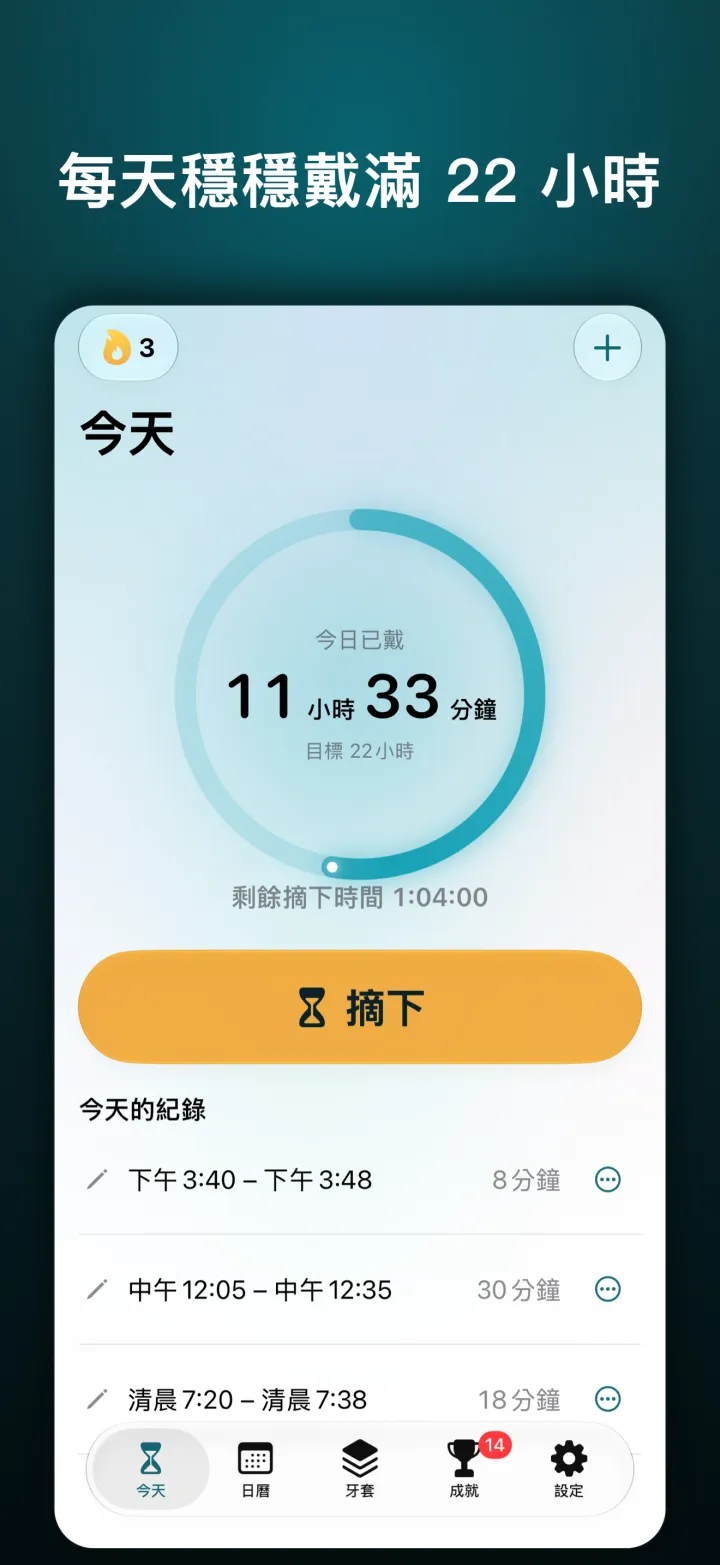 每天穩穩戴滿 22 小時
3
今天
今日已戴
11 小時 33 分鐘
目標 22小時
剩餘摘下時間 1:04:00
摘下
今天的紀錄
下午 3:40 – 下午 3:48 8分鐘
中午 12:05 – 中午 12:35 30分鐘
清晨 7:20 – 清晨 7:38 18分鐘
14
今天 日曆 牙套 成就 設定